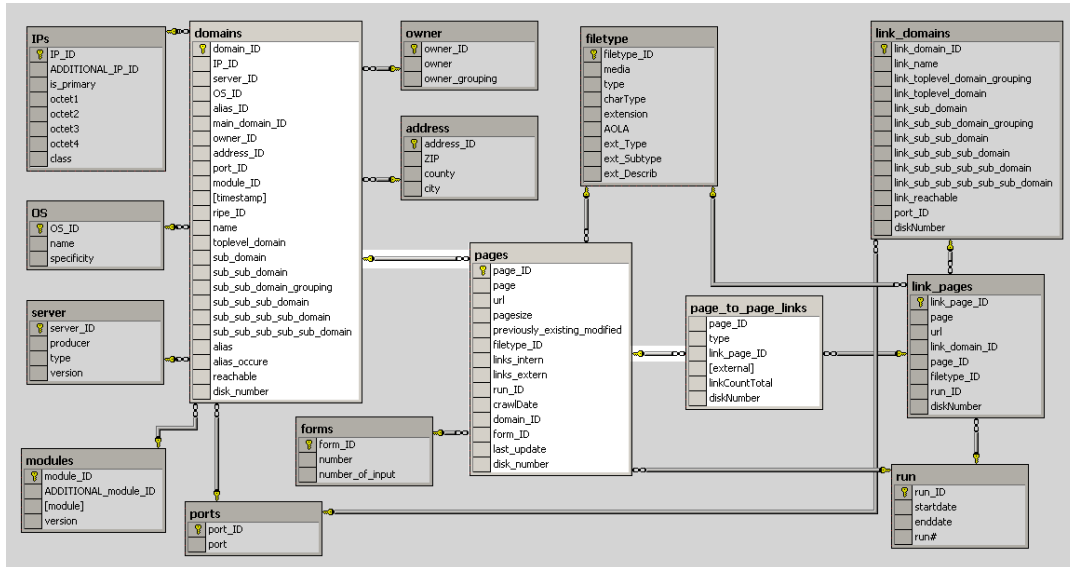 IPs
IP_ID
ADDITIONAL_IP_ID
is_primary
octet1
octet2
octet3
octet4
class
domains
domain_ID
IP_ID
server_ID
OS_ID
alias_ID
main_domain_ID
owner_ID
address_ID
port_ID
module_ID
[timestamp]
ripe_ID
name
toplevel_domain
sub_domain
sub_sub_domain
sub_sub_domain_grouping
sub_sub_sub_domain
sub_sub_sub_sub_domain
sub_sub_sub_sub_sub_domain
alias
alias_occure
reachable
disk_number
owner
owner_ID
owner
owner_grouping
address
address_ID
ZIP
county
city
filetype
filetype_ID
media
type
charType
extension
AOLA
ext_Type
ext_Subtype
ext_Describ
link_domains
link_domain_ID
link_name
link_toplevel_domain_grouping
link_toplevel_domain
link_sub_domain
link_sub_sub_domain_grouping
link_sub_sub_domain
link_sub_sub_sub_domain
link_sub_sub_sub_sub_domain
link_sub_sub_sub_sub_sub_domain
link_reachable
port_ID
diskNumber
OS
OS_ID
name
specificity
server
server_ID
producer
type
version
pages
page_ID
page
url
pagesize
previously_existing_modified
filetype_ID
links_intern
links_extern
run_ID
crawlDate
domain_ID
form_ID
last_update
disk_number
page_to_page_links
page_ID
type
link_page_ID
[external]
linkCountTotal
diskNumber
link_pages
link_page_ID
page
url
link_domain_ID
page_ID
filetype_ID
run_ID
diskNumber
forms
form_ID
number
number_of_input
modules
module_ID
ADDITIONAL_module_ID
[module]
version
ports
port_ID
port
run
run_ID
startdate
enddate
run#